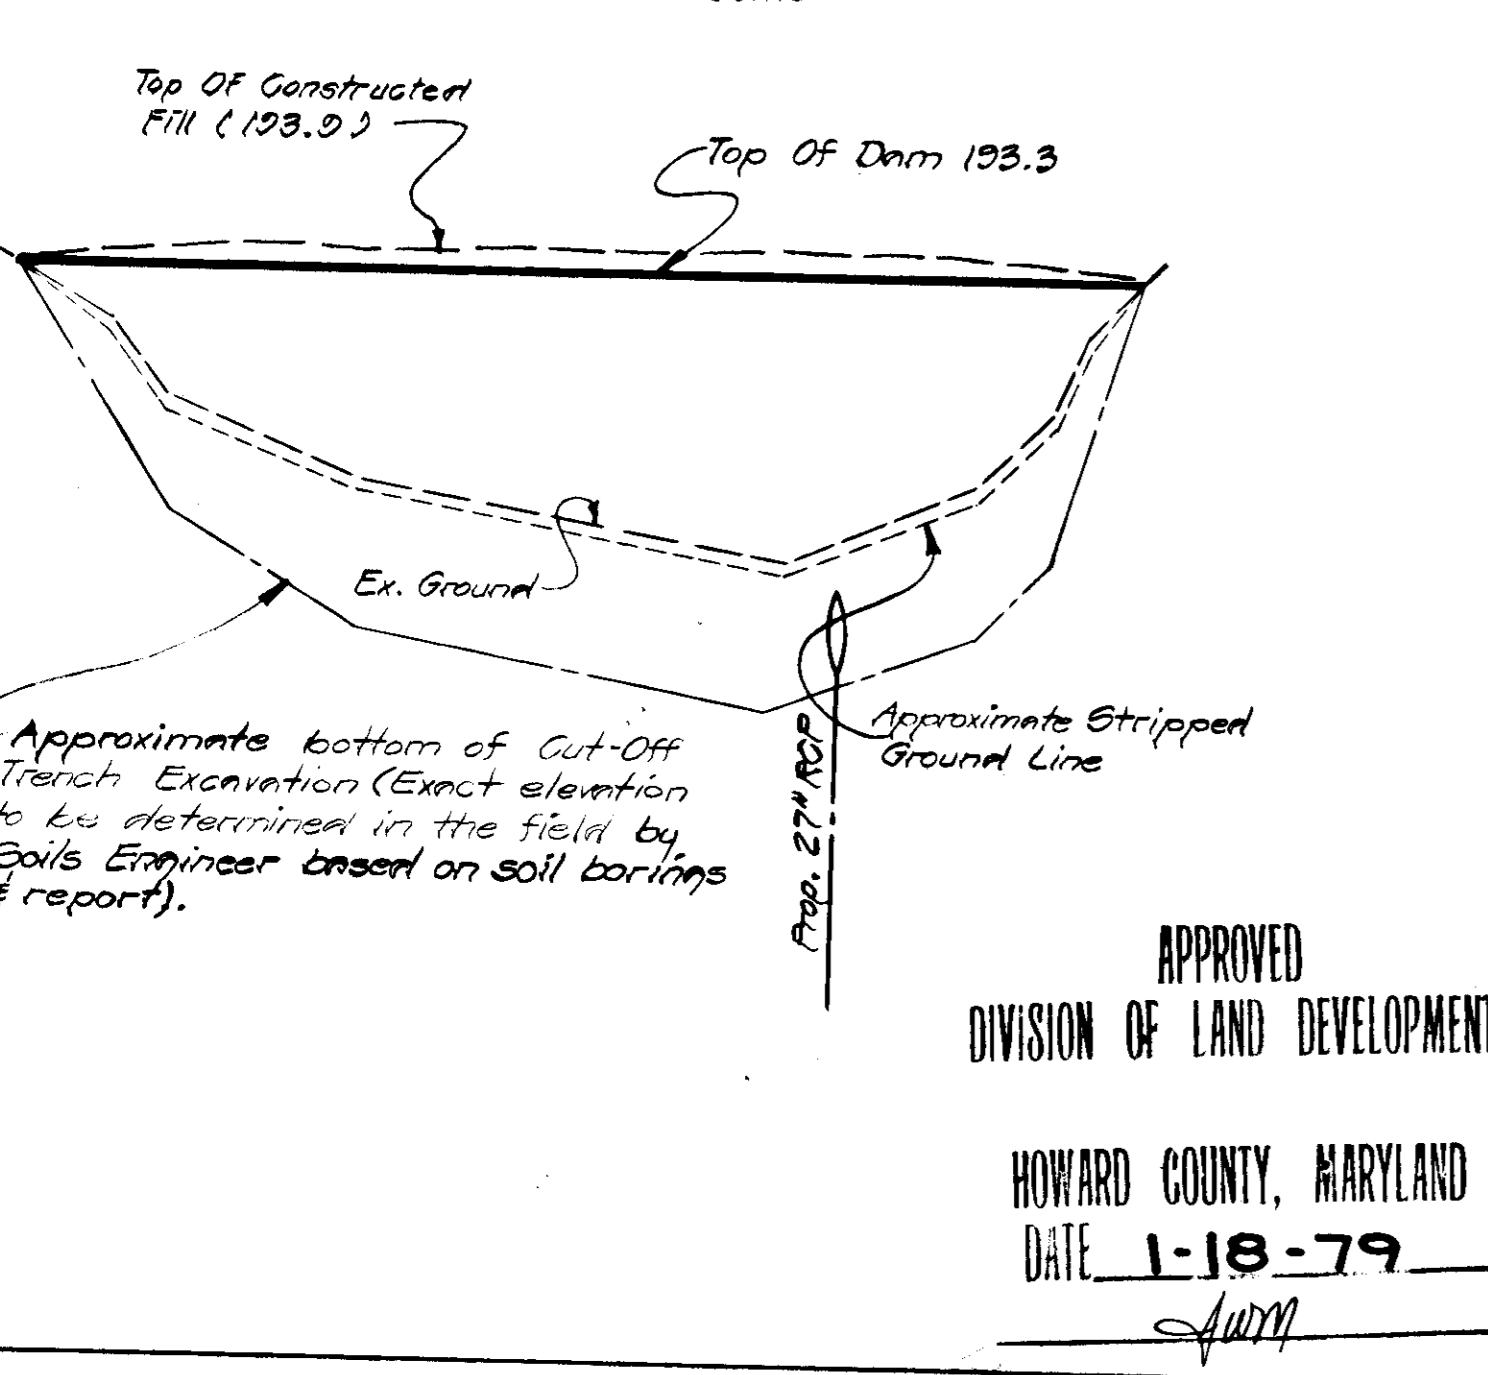 Top Of Constructed
Fill (193.9)
Top Of Dam 193.3
Ex. Ground
Approximate bottom of Cut-Off
Trench Excavation (Exact elevation
to be determined in the field by
Soils Engineer based on soil borings
& report).
Prop. 27" RCP
Approximate Stripped
Ground Line
APPROVED
DIVISION OF LAND DEVELOPMENT
HOWARD COUNTY, MARYLAND
DATE 1-18-79